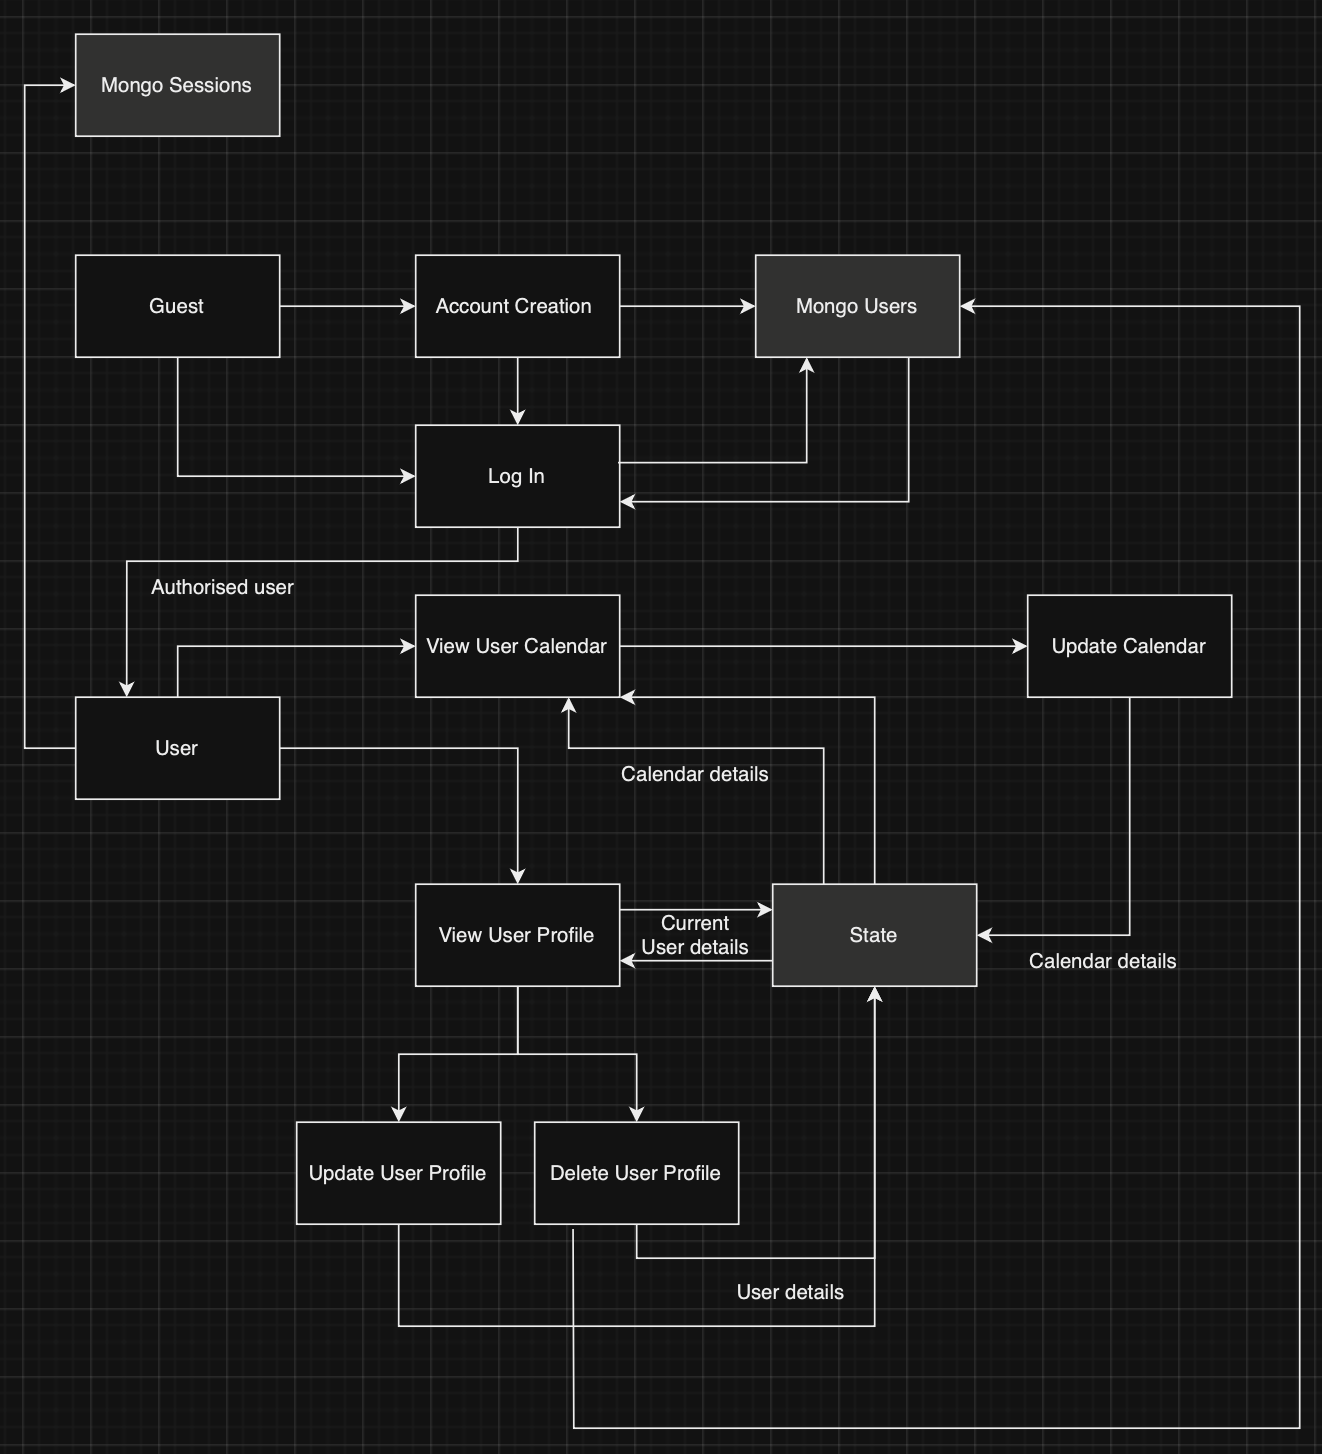 Mongo Sessions
Guest
Account Creation
Mongo Users
Log In
Authorised user
View User Calendar
Update Calendar
User
Calendar details
View User Profile
Current
User details
State
Calendar details
Update User Profile
Delete User Profile
User details